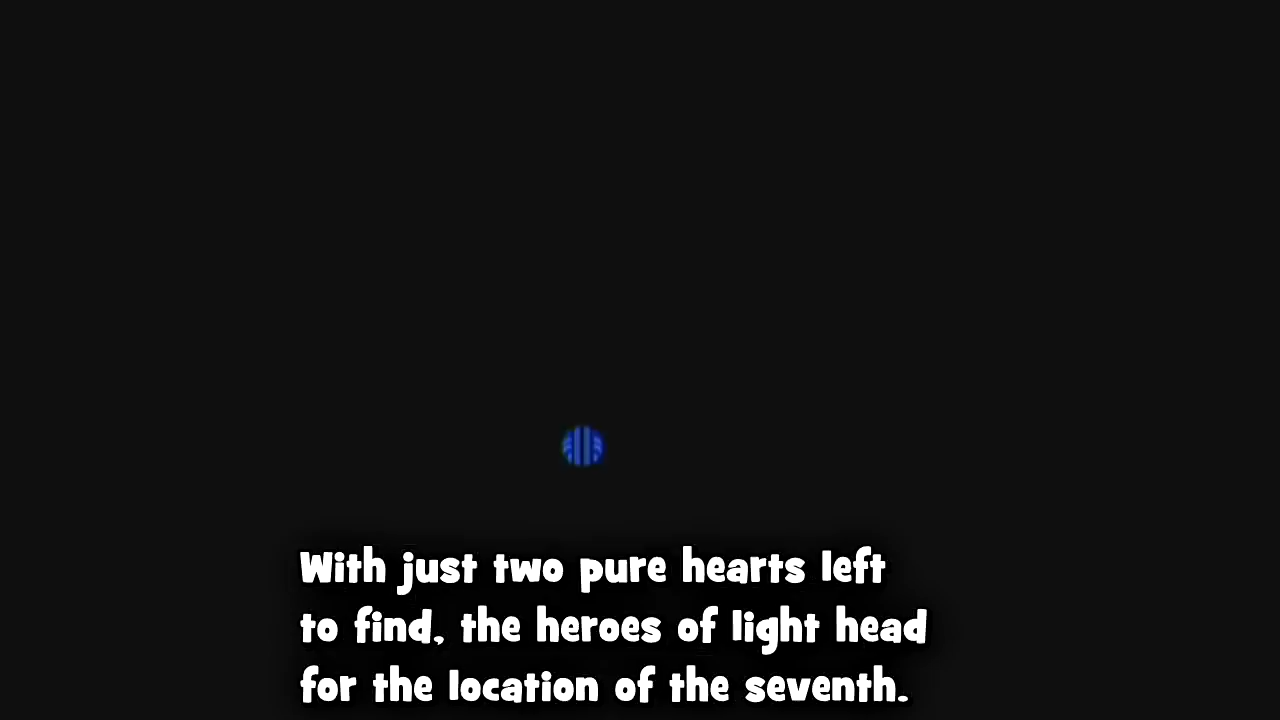 With just two pure hearts left
to find, the heroes of light head
for the location of the seventh.